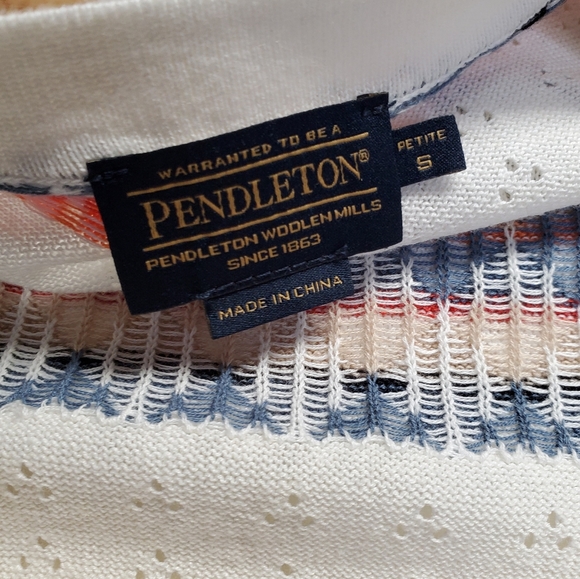 WARRANTED TO BE A
PENDLETON®
PENDLETON WOOLEN MILLS
SINCE 1863
PETITE
S
MADE IN CHINA